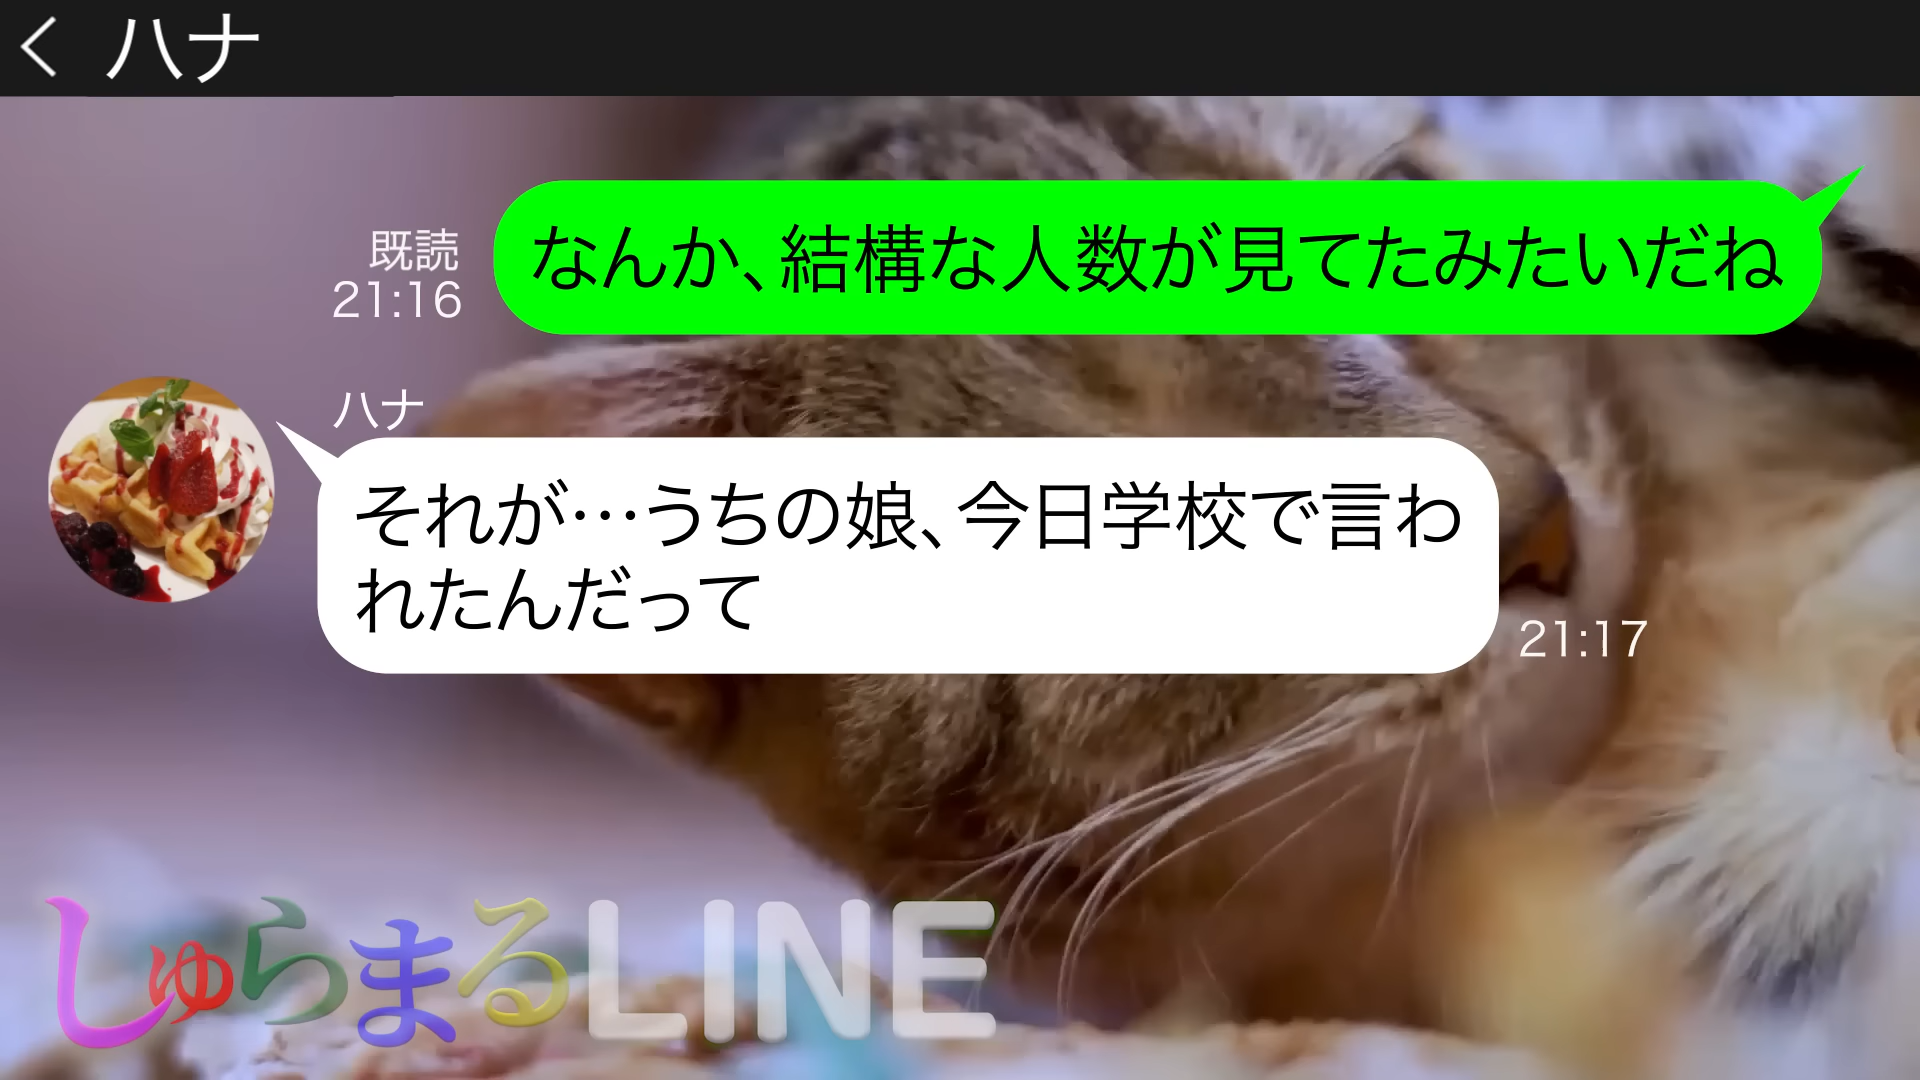 ハナ
なんか、結構な人数が見てたみたいだね
既読
21:16
ハナ
それが…うちの娘、今日学校で言わ
れたんだって
21:17
しゅらまるLINE